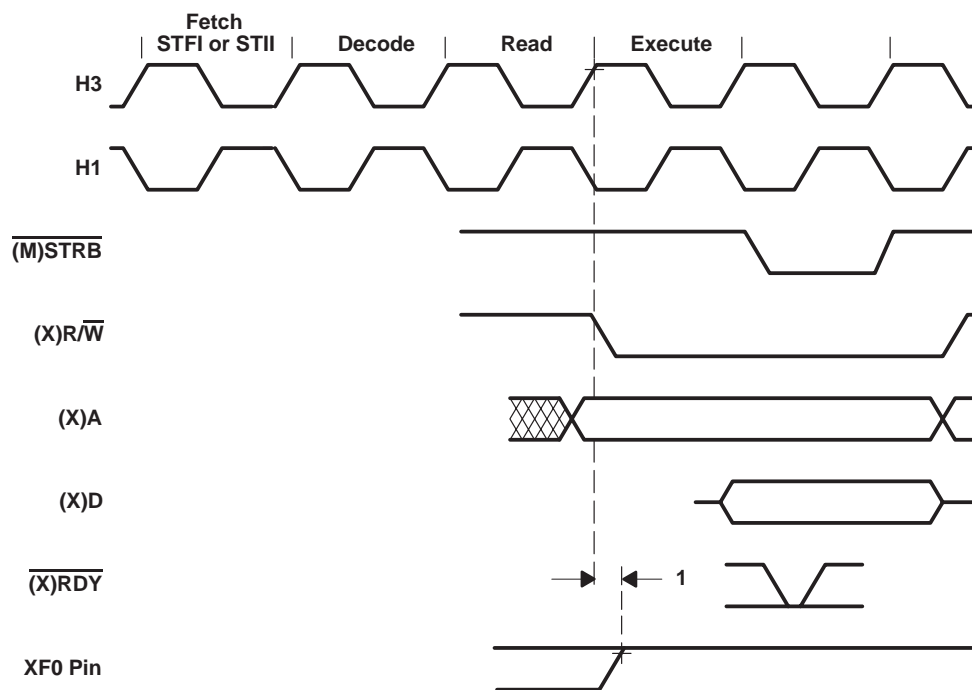 Fetch
STFI or STII
Decode
Read
Execute
H3
H1
(M)STRB
(X)R/W
(X)A
(X)D
(X)RDY
1
XF0 Pin